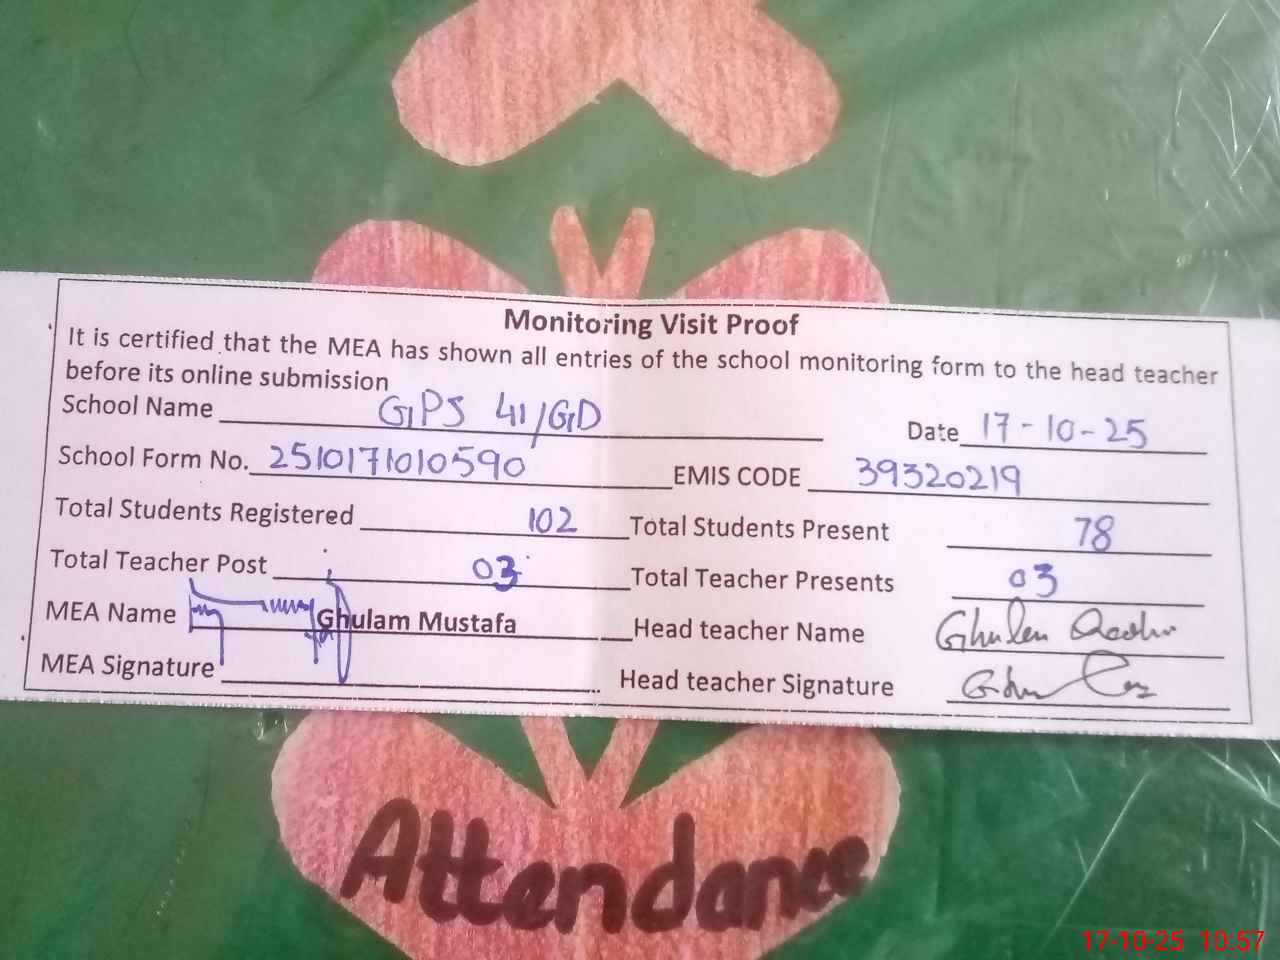 Monitoring Visit Proof
It is certified that the MEA has shown all entries of the school monitoring form to the head teacher
before its online submission
School Name GPS 41/GD Date 17-10-25
School Form No. 2510171010590 EMIS CODE 39320219
Total Students Registered 102 Total Students Present 78
Total Teacher Post 03 Total Teacher Presents 03
MEA Name Ghulam Mustafa Head teacher Name Ghulam
MEA Signature Head teacher Signature
Attendance
17-10-25 10:57